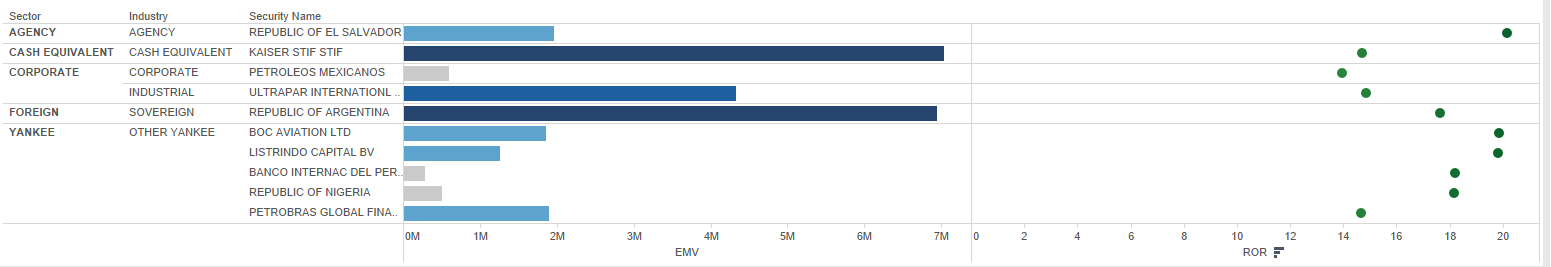 Sector Industry Security Name
AGENCY AGENCY REPUBLIC OF EL SALVADOR
CASH EQUIVALENT CASH EQUIVALENT KAISER STIF STIF
CORPORATE CORPORATE PETROLEOS MEXICANOS
INDUSTRIAL ULTRAPAR INTERNATIONL ..
FOREIGN SOVEREIGN REPUBLIC OF ARGENTINA
YANKEE OTHER YANKEE BOC AVIATION LTD
LISTRINDO CAPITAL BV
BANCO INTERNAC DEL PER..
REPUBLIC OF NIGERIA
PETROBRAS GLOBAL FINA..
0M 1M 2M 3M 4M 5M 6M 7M 0 2 4 6 8 10 12 14 16 18 20
EMV ROR